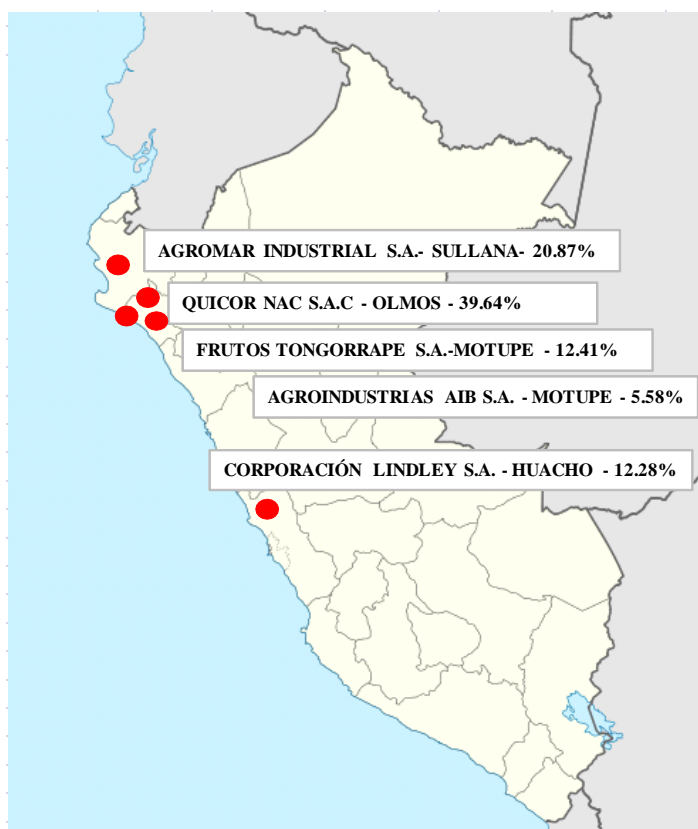 AGROMAR INDUSTRIAL S.A.- SULLANA- 20.87%
QUICOR NAC S.A.C - OLMOS - 39.64%
FRUTOS TONGORRAPE S.A.-MOTUPE - 12.41%
AGROINDUSTRIAS AIB S.A. - MOTUPE - 5.58%
CORPORACIÓN LINDLEY S.A. - HUACHO - 12.28%